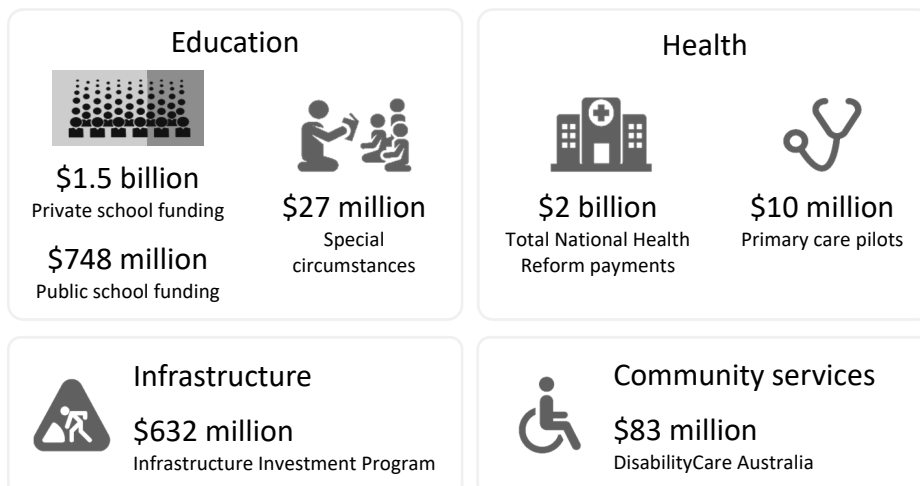 Education
$1.5 billion
Private school funding
$748 million
Public school funding
$27 million
Special
circumstances
Health
$2 billion
Total National Health
Reform payments
$10 million
Primary care pilots
Infrastructure
$632 million
Infrastructure Investment Program
Community services
$83 million
DisabilityCare Australia